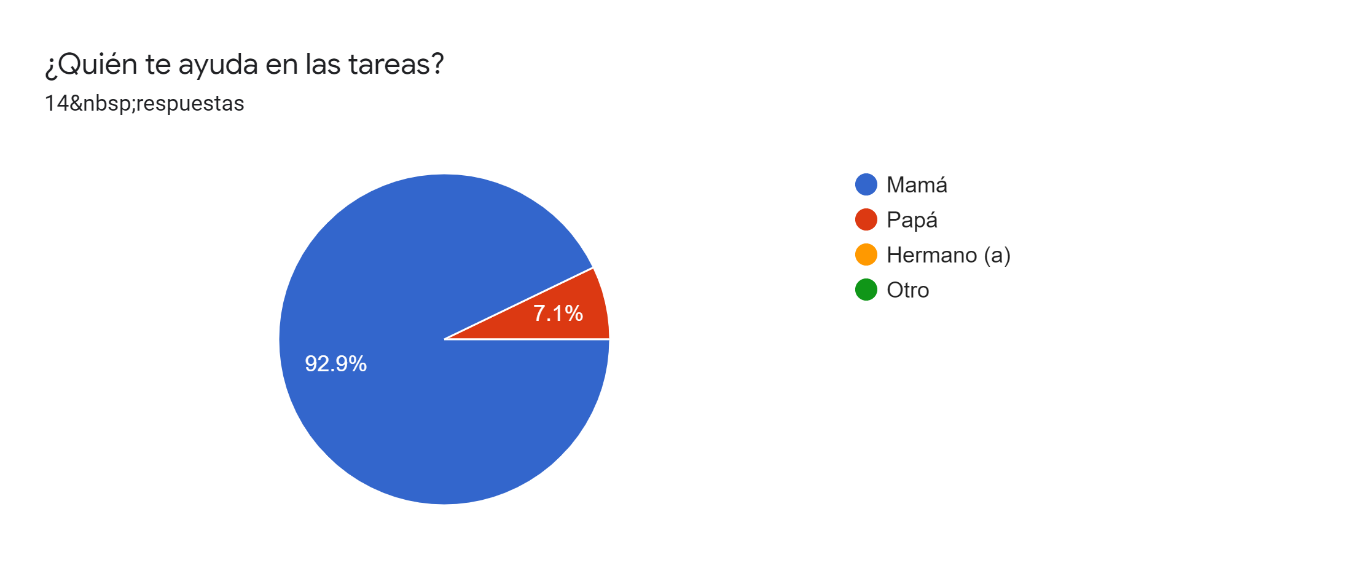 ¿Quién te ayuda en las tareas?
14&nbsp;respuestas
Mamá
Papá
Hermano (a)
Otro
7.1%
92.9%